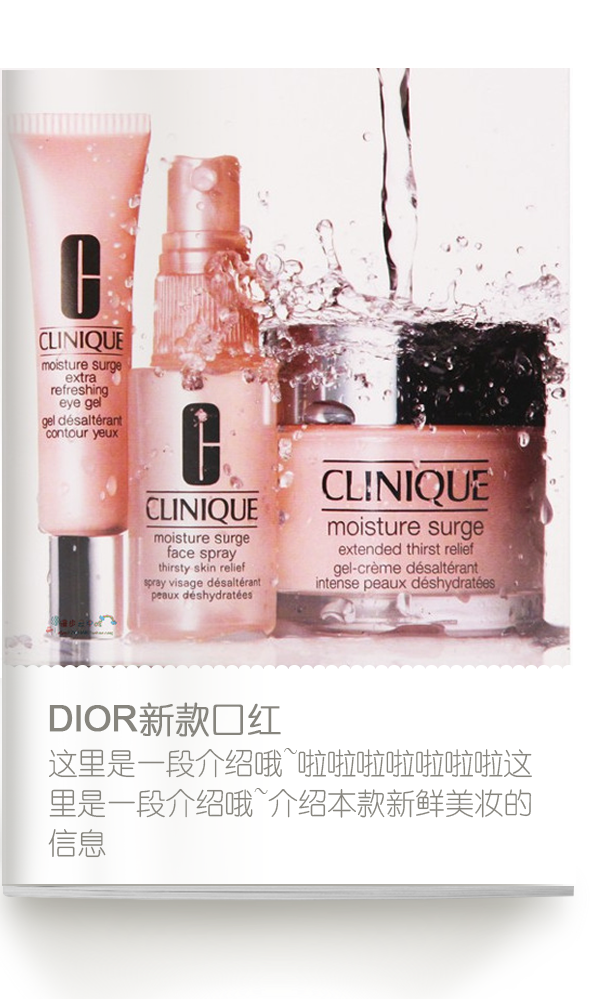 CLINIQUE
moisture surge
extra
refreshing
eye gel
gel désaltérant
contour yeux
CLINIQUE
moisture surge
face spray
thirsty skin relief
spray visage désaltérant
peaux déshydratées
CLINIQUE
moisture surge
extended thirst relief
gel-crème désaltérant
intense peaux déshydratées
DIOR新款口红
这里是一段介绍哦~啦啦啦啦啦啦啦这
里是一段介绍哦~介绍本款新鲜美妆的
信息